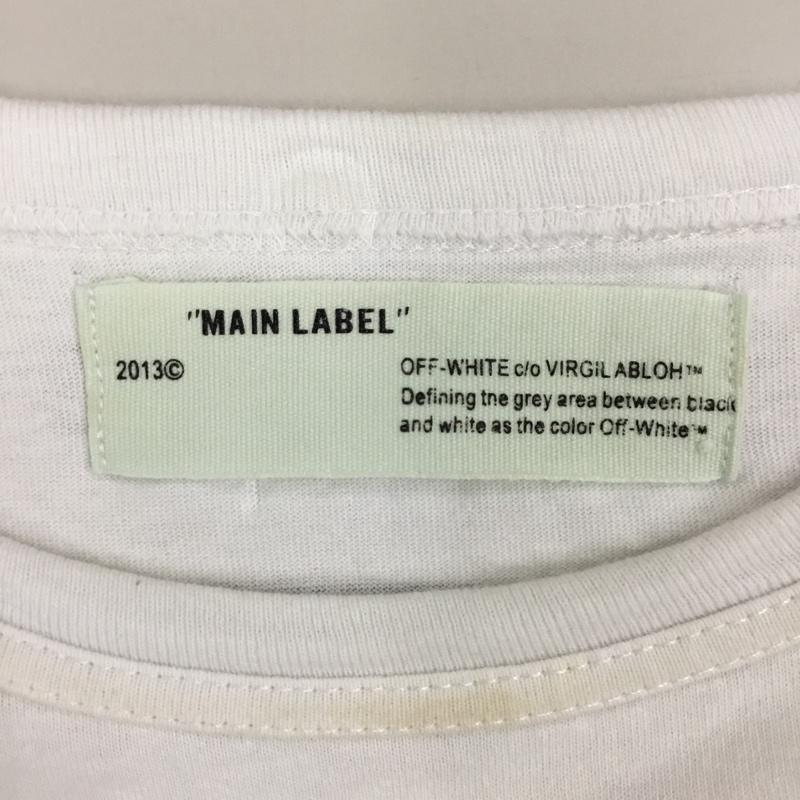 "MAIN LABEL"
2013© OFF-WHITE c/o VIRGIL ABLOH™
Defining the grey area between black
and white as the color Off-White™